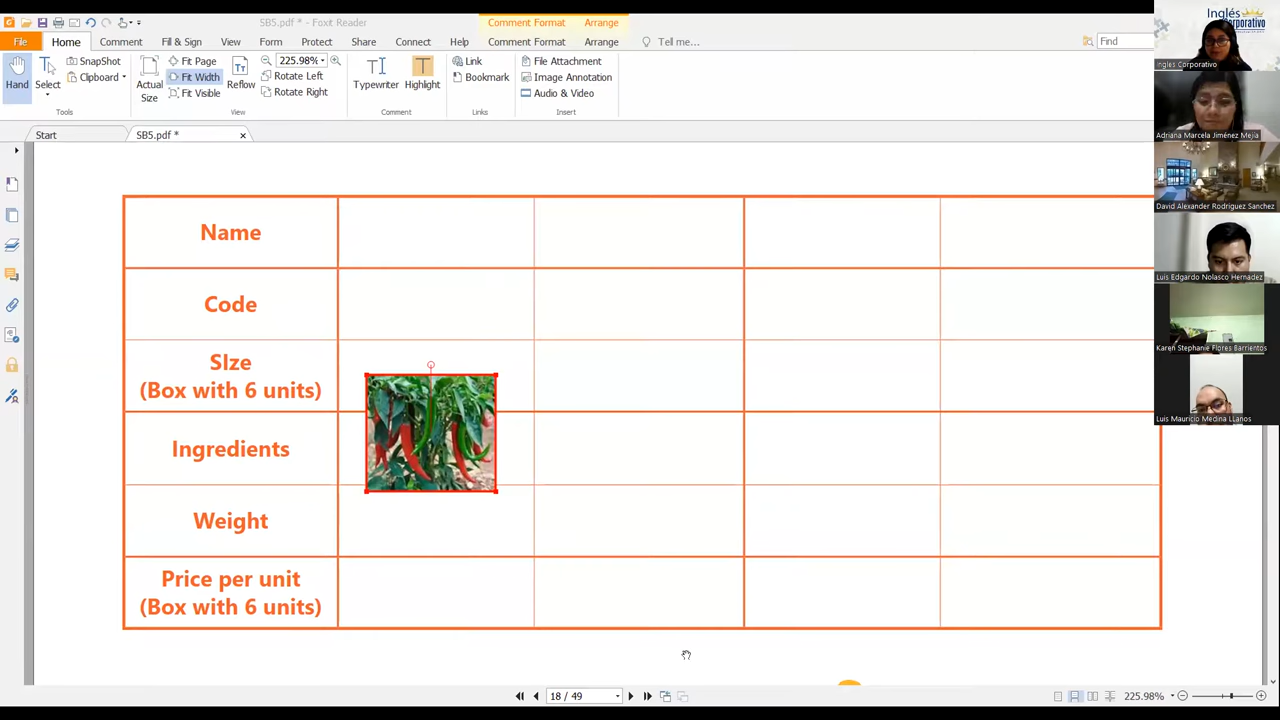 SB5.pdf * - Foxit Reader
Comment Format
Arrange
File
Home
Comment
Fill & Sign
View
Form
Protect
Share
Connect
Help
Comment Format
Arrange
Tell me...
Find
Hand
Select
SnapShot
Clipboard
Tools
Actual
Size
Fit Page
Fit Width
Fit Visible
Reflow
225.98%
Rotate Left
Rotate Right
View
Typewriter
Highlight
Comment
Link
Bookmark
Links
File Attachment
Image Annotation
Audio & Video
Insert
Start
SB5.pdf *
Name
Code
SIze
(Box with 6 units)
Ingredients
Weight
Price per unit
(Box with 6 units)
18 / 49
225.98%
Inglés
Corporativo
Ingles Corporativo
Adriana Marcela Jiménez Mejía
David Alexander Rodriguez Sanchez
Luis Edgardo Nolasco Hernadez
Karen Stephanie Flores Barrientos
Luis Mauricio Medina LLanos